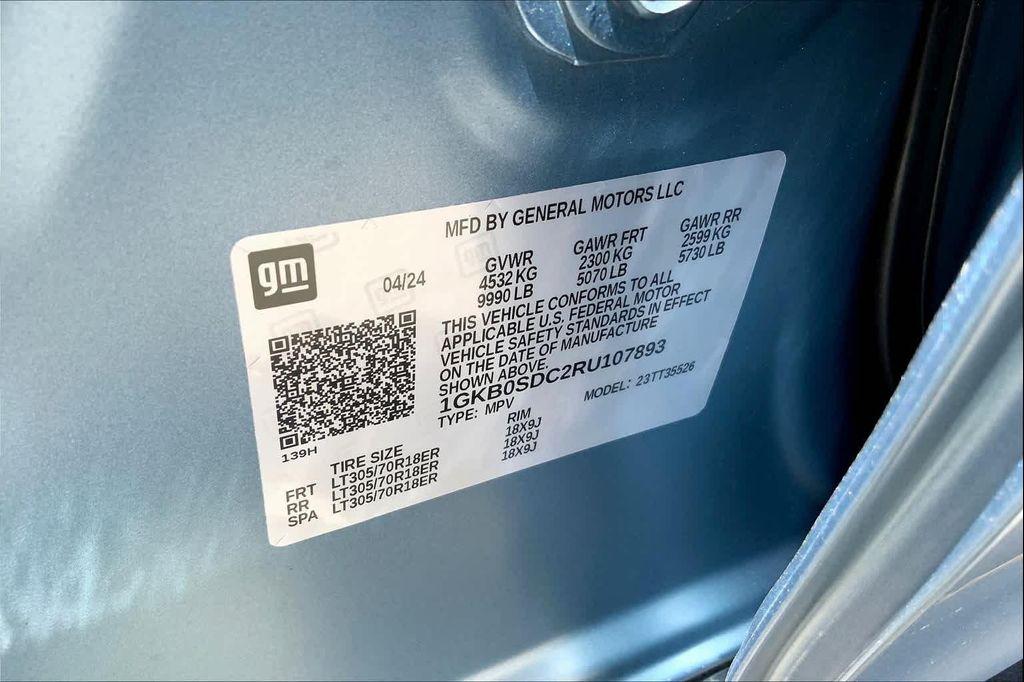 MFD BY GENERAL MOTORS LLC
gm
04/24
GVWR
4532 KG
9990 LB
GAWR FRT
2300 KG
5070 LB
GAWR RR
2599 KG
5730 LB
THIS VEHICLE CONFORMS TO ALL
APPLICABLE U.S. FEDERAL MOTOR
VEHICLE SAFETY STANDARDS IN EFFECT
ON THE DATE OF MANUFACTURE
SHOWN ABOVE.
1GKB0SDC2RU107893
TYPE: MPV
MODEL: 23TT35526
139H
TIRE SIZE RIM
FRT LT305/70R18ER 18X9J
RR LT305/70R18ER 18X9J
SPA LT305/70R18ER 18X9J